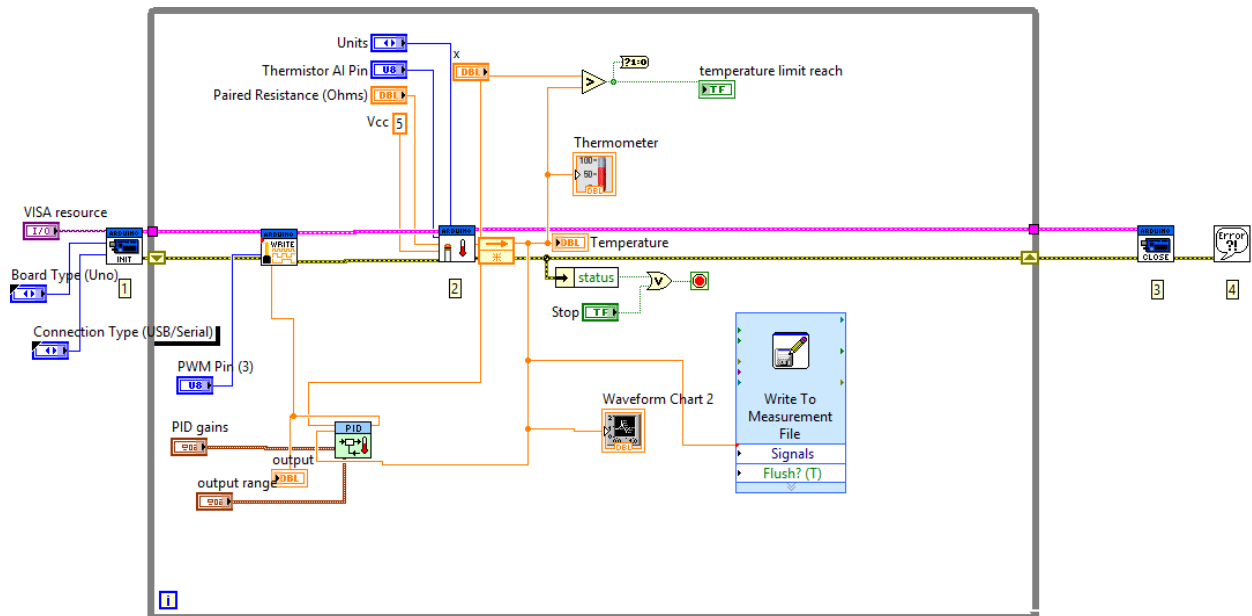 Units
x
Thermistor AI Pin
U8
DBL
?1:0
temperature limit reach
>
TF
Paired Resistance (Ohms)
DBL
Vcc 5
Thermometer
100
50
DBL
VISA resource
I/O
ARDUINO
INIT
ARDUINO
WRITE
ARDUINO
DBL
Temperature
ARDUINO
CLOSE
Error
?!
Board Type (Uno)
1
2
status
V
3
4
Stop
TF
Connection Type (USB/Serial)
PWM Pin (3)
U8
Waveform Chart 2
DBL
Write To
Measurement
File
Signals
Flush? (T)
PID gains
PID
output
DBL
output range
i